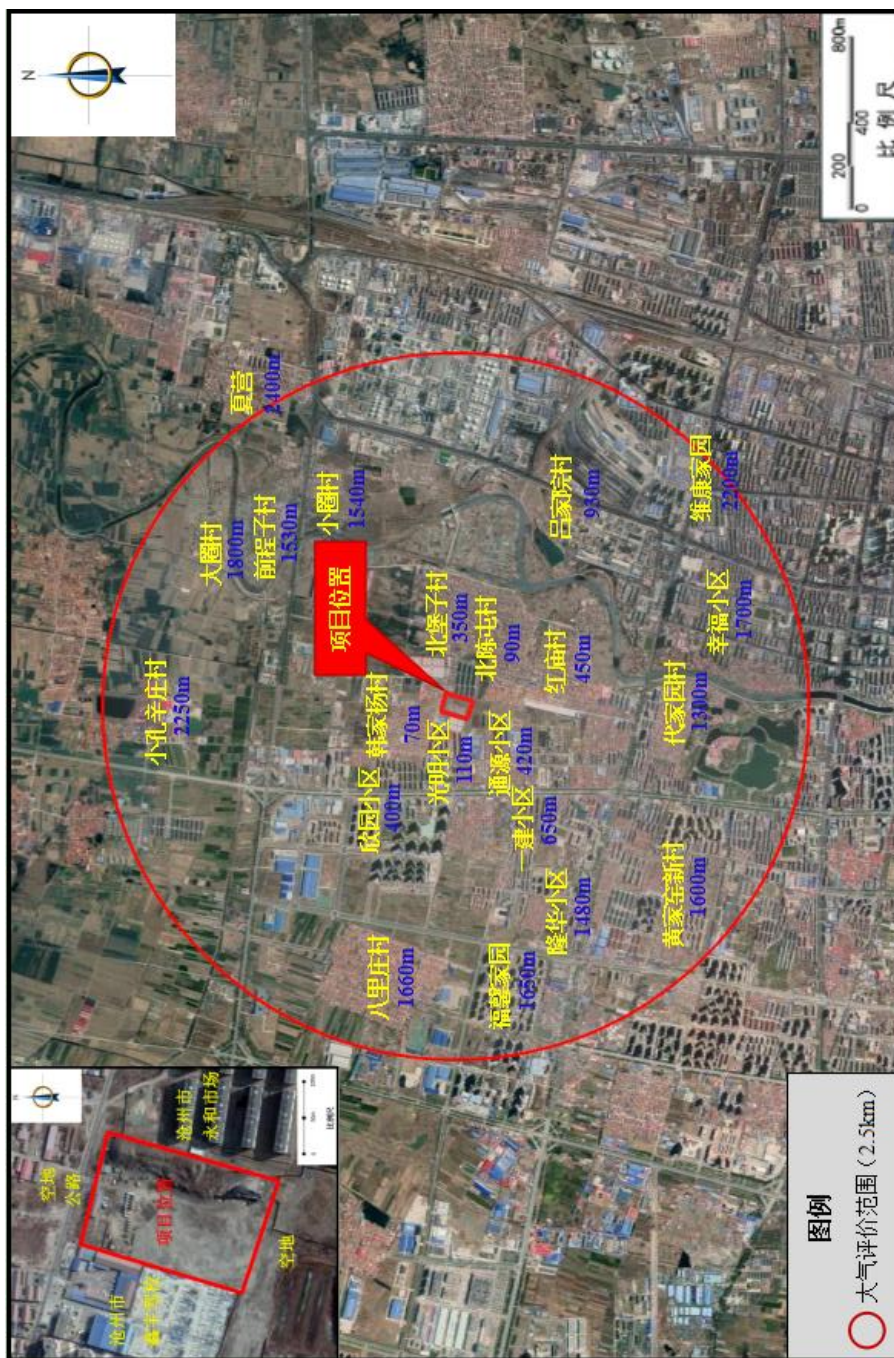 N
夏营
2400m
大圈村
1800m
前程子村
1530m
小圈村
1540m
小孔辛庄村
2250m
项目位置
北堡子村
350m
北陈屯村
90m
韩家场村
70m
光明小区
110m
欣园小区
400m
通源小区
420m
一建小区
650m
红庙村
450m
吕家院村
930m
维康家园
2200m
幸福小区
1700m
代家园村
1300m
黄家窑新村
1600m
隆华小区
1480m
福馨家园
1650m
八里庄村
1660m
空地
公路
沧州市
永和市场
项目位置
沧州市
空地
比例尺
图例
大气评价范围（2.5km）
0 200 400 800m
比 例 尺